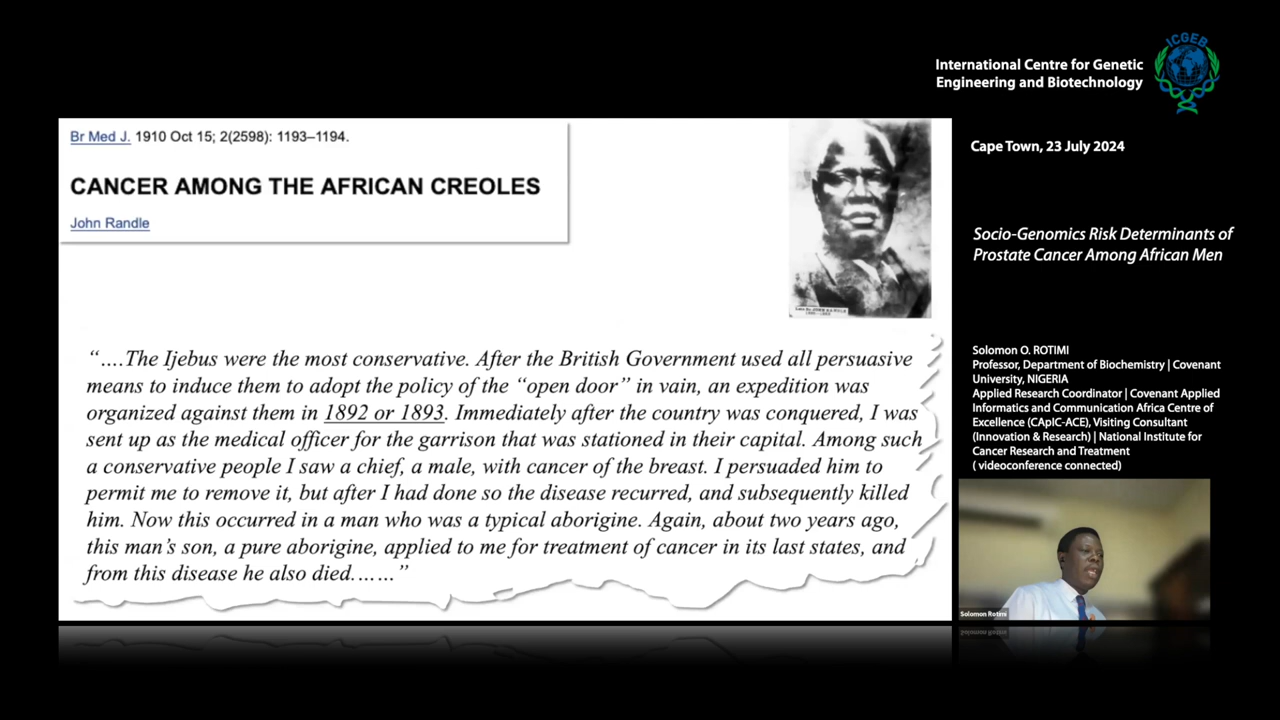 ICGEB
International Centre for Genetic
Engineering and Biotechnology
Br Med J. 1910 Oct 15; 2(2598): 1193–1194.
CANCER AMONG THE AFRICAN CREOLES
John Randle
Cape Town, 23 July 2024
Socio-Genomics Risk Determinants of
Prostate Cancer Among African Men
“….The Ijebus were the most conservative. After the British Government used all persuasive
means to induce them to adopt the policy of the “open door” in vain, an expedition was
organized against them in 1892 or 1893. Immediately after the country was conquered, I was
sent up as the medical officer for the garrison that was stationed in their capital. Among such
a conservative people I saw a chief, a male, with cancer of the breast. I persuaded him to
permit me to remove it, but after I had done so the disease recurred, and subsequently killed
him. Now this occurred in a man who was a typical aborigine. Again, about two years ago,
this man’s son, a pure aborigine, applied to me for treatment of cancer in its last states, and
from this disease he also died.……”
Solomon O. ROTIMI
Professor, Department of Biochemistry | Covenant
University, NIGERIA
Applied Research Coordinator | Covenant Applied
Informatics and Communication Africa Centre of
Excellence (CApIC-ACE), Visiting Consultant
(Innovation & Research) | National Institute for
Cancer Research and Treatment
( videoconference connected)
Solomon Rotimi